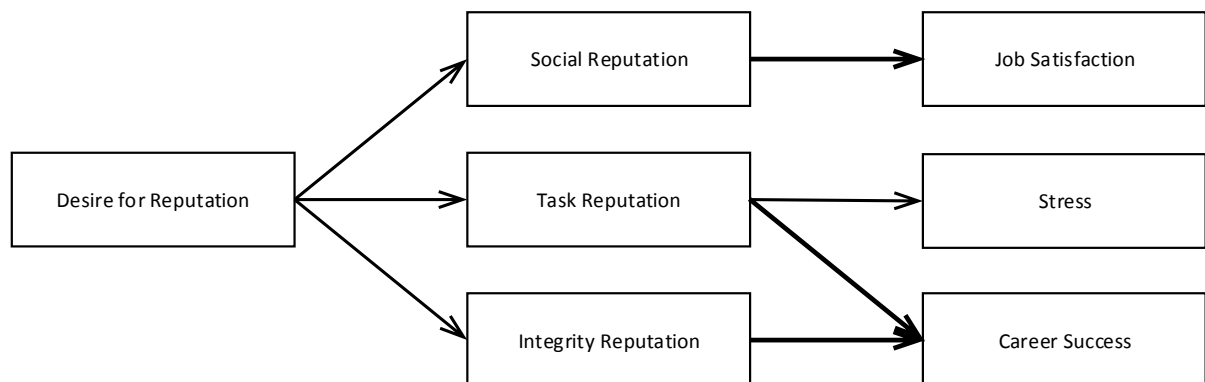 Social Reputation
Job Satisfaction
Desire for Reputation
Task Reputation
Stress
Integrity Reputation
Career Success